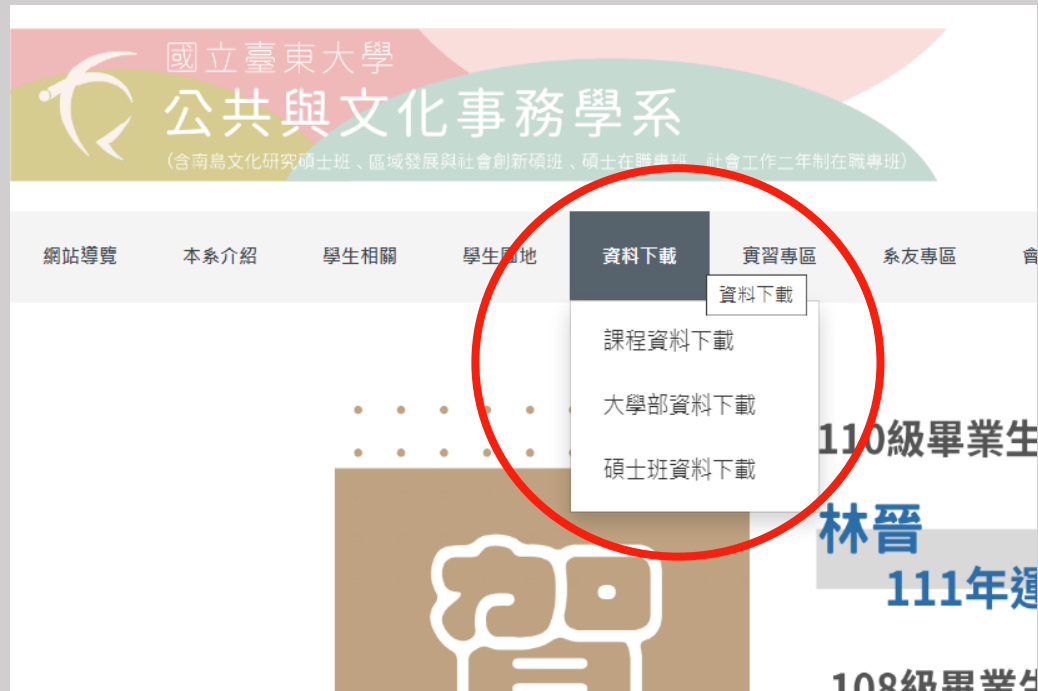 國立臺東大學
公共與文化事務學系
(含南島文化研究碩士班、區域發展與社會創新碩班、碩士在職專班、社會工作二年制在職專班)
網站導覽 本系介紹 學生相關 學生園地 資料下載 實習專區 系友專區 會
資料下載
課程資料下載
大學部資料下載
碩士班資料下載
110級畢業生
林晉
111年運
108級畢業生